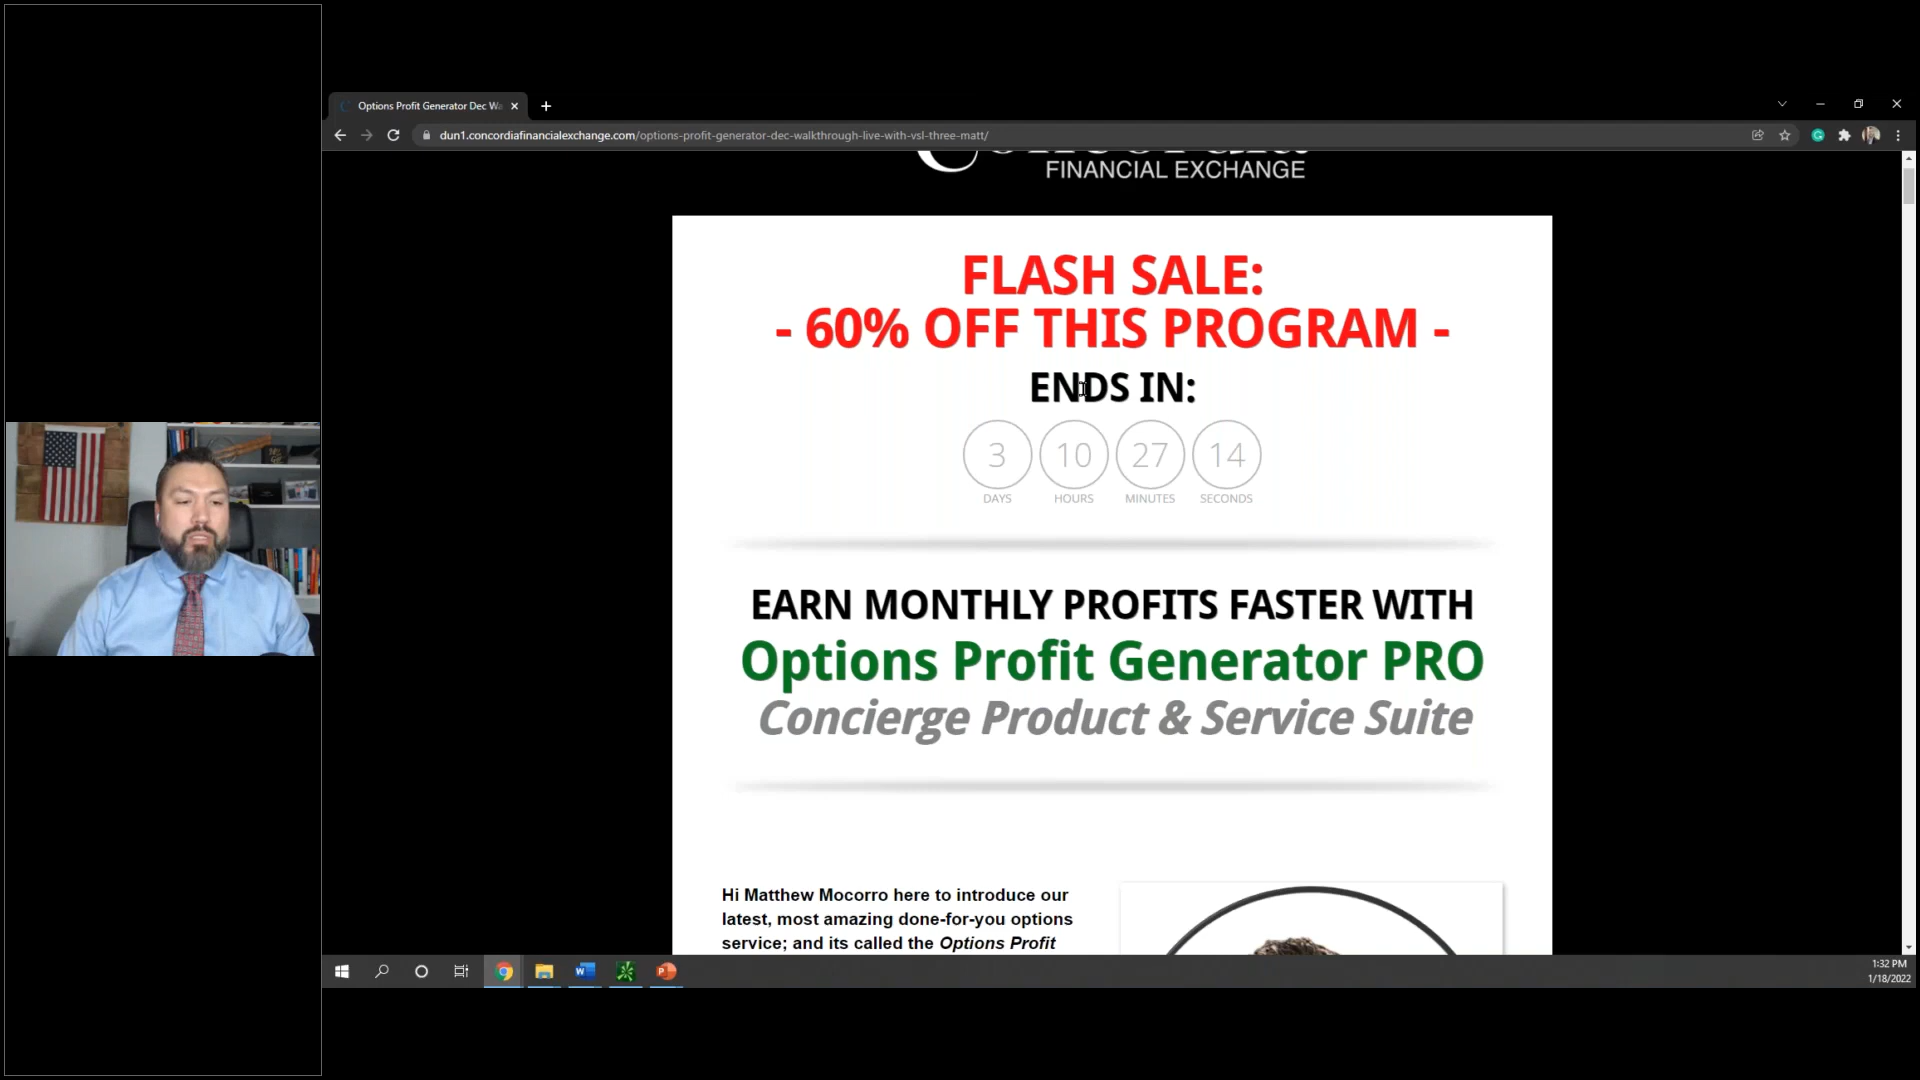 Options Profit Generator Dec Wa
dun1.concordiafinancialexchange.com/options-profit-generator-dec-walkthrough-live-with-vsl-three-matt/
FINANCIAL EXCHANGE
FLASH SALE:
- 60% OFF THIS PROGRAM -
ENDS IN:
3 10 27 14
DAYS HOURS MINUTES SECONDS
EARN MONTHLY PROFITS FASTER WITH
Options Profit Generator PRO
Concierge Product & Service Suite
Hi Matthew Mocorro here to introduce our
latest, most amazing done-for-you options
service; and its called the Options Profit
1:32 PM
1/18/2022